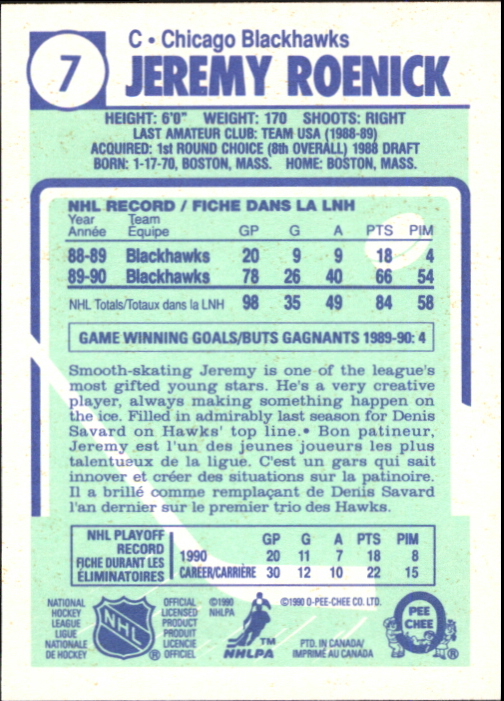 7
C • Chicago Blackhawks
JEREMY ROENICK
HEIGHT: 6'0" WEIGHT: 170 SHOOTS: RIGHT
LAST AMATEUR CLUB: TEAM USA (1988-89)
ACQUIRED: 1st ROUND CHOICE (8th OVERALL) 1988 DRAFT
BORN: 1-17-70, BOSTON, MASS. HOME: BOSTON, MASS.
NHL RECORD / FICHE DANS LA LNH
Year Team
Année Équipe GP G A PTS PIM
88-89 Blackhawks 20 9 9 18 4
89-90 Blackhawks 78 26 40 66 54
NHL Totals/Totaux dans la LNH 98 35 49 84 58
GAME WINNING GOALS/BUTS GAGNANTS 1989-90: 4
Smooth-skating Jeremy is one of the league's
most gifted young stars. He's a very creative
player, always making something happen on
the ice. Filled in admirably last season for Denis
Savard on Hawks' top line. • Bon patineur,
Jeremy est l'un des jeunes joueurs les plus
talentueux de la ligue. C'est un gars qui sait
innover et créer des situations sur la patinoire.
Il a brillé comme remplaçant de Denis Savard
l'an dernier sur le premier trio des Hawks.
NHL PLAYOFF
RECORD
FICHE DURANT LES
ÉLIMINATOIRES
GP G A PTS PIM
1990 20 11 7 18 8
CAREER/CARRIÈRE 30 12 10 22 15
NATIONAL
HOCKEY
LEAGUE
LIGUE
NATIONALE
DE HOCKEY
NHL
®
OFFICIAL
LICENSED
PRODUCT
PRODUIT
LICENCIE
OFFICIEL
©1990
NHLPA
TM
NHLPA
©1990 O-PEE-CHEE CO. LTD.
PTD. IN CANADA/
IMPRIMÉ AU CANADA
O
PEE
CHEE
®